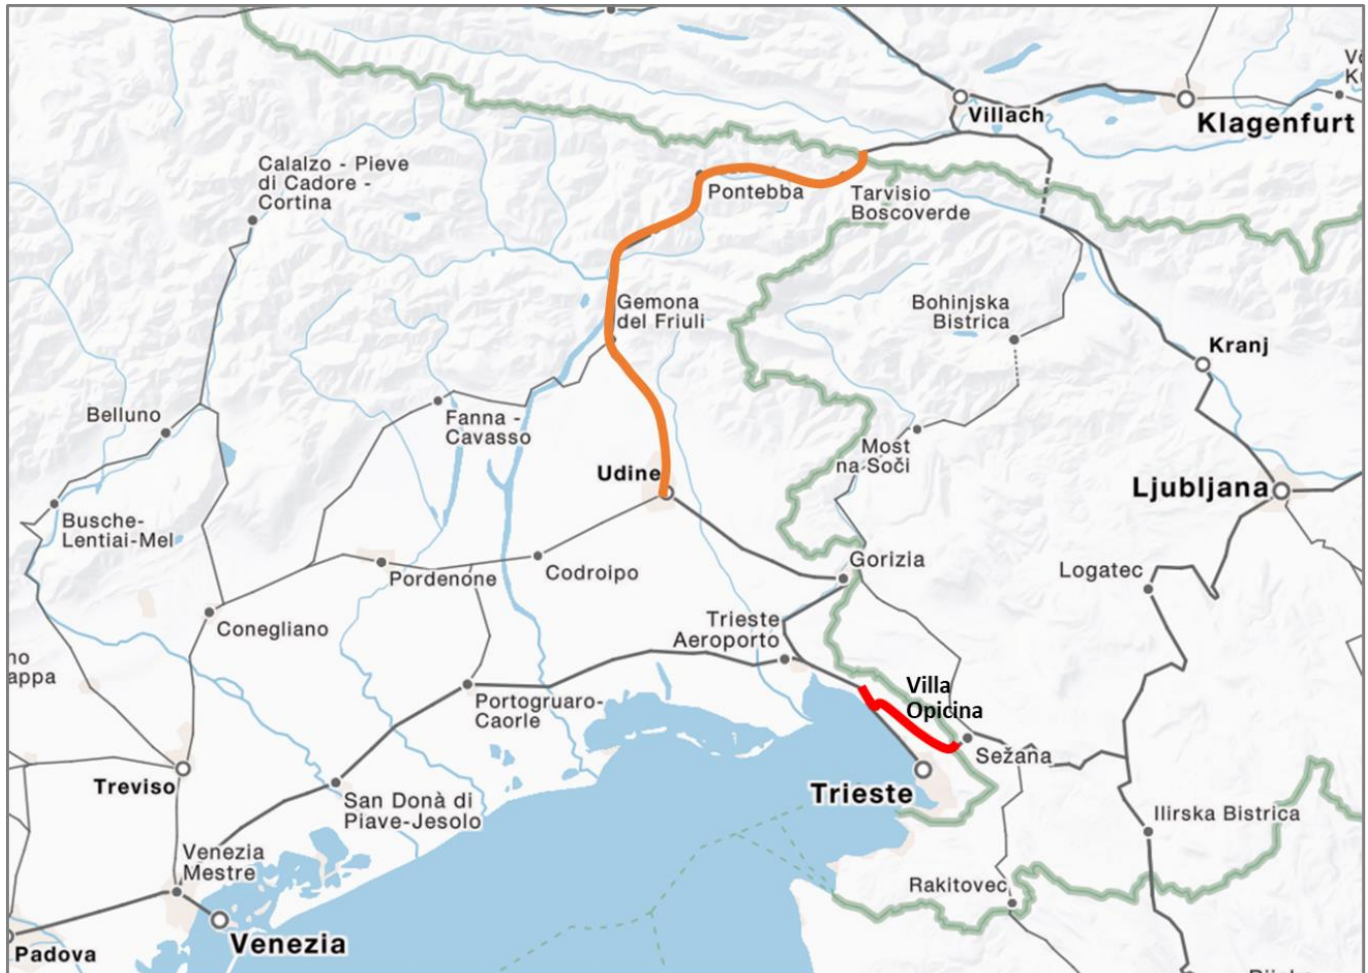 Villach
Klagenfurt
Calalzo - Pieve
di Cadore -
Cortina
Pontebba
Tarvisio
Boscoverde
Gemona
del Friuli
Bohinjska
Bistrica
Kranj
Belluno
Fanna -
Cavasso
Most
na Soči
Udine
Ljubljana
Busche-
Lentiai-Mel
Pordenone
Codroipo
Gorizia
Logatec
Conegliano
Trieste
Aeroporto
Villa
Opicina
Portogruaro-
Caorle
Sežana
Treviso
Trieste
San Donà di
Piave-Jesolo
Ilirska Bistrica
Venezia
Mestre
Rakitovec
Venezia
Padova